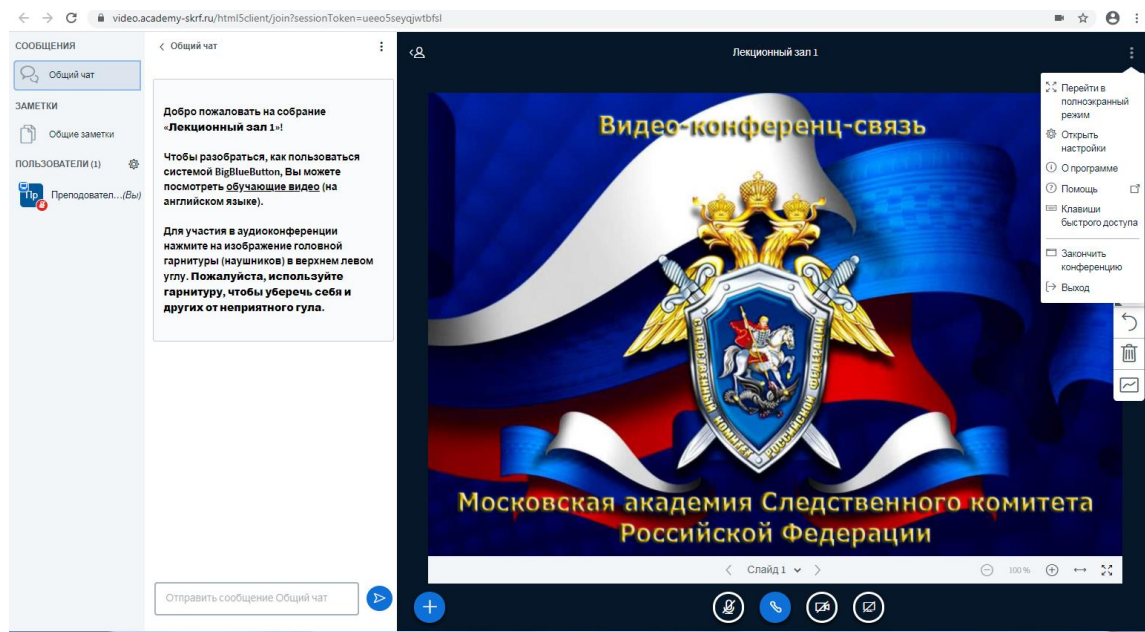 video.academy-skrf.ru/html5client/join?sessionToken=ueeo5seyqjwtbfsl
СООБЩЕНИЯ
Общий чат
ЗАМЕТКИ
Общие заметки
ПОЛЬЗОВАТЕЛИ (1)
Пр
Преподавател...(Вы)
Общий чат
Добро пожаловать на собрание
«Лекционный зал 1»!
Чтобы разобраться, как пользоваться
системой BigBlueButton, Вы можете
посмотреть обучающие видео (на
английском языке).
Для участия в аудиоконференции
нажмите на изображение головной
гарнитуры (наушников) в верхнем левом
углу. Пожалуйста, используйте
гарнитуру, чтобы уберечь себя и
других от неприятного гула.
Отправить сообщение Общий чат
Лекционный зал 1
Перейти в
полноэкранный
режим
Открыть
настройки
О программе
Помощь
Клавиши
быстрого доступа
Закончить
конференцию
Выход
Видео-конференц-связь
СЛЕДСТВЕННЫЙ КОМИТЕТ
РОССИЙСКОЙ ФЕДЕРАЦИИ
Московская академия Следственного комитета
Российской Федерации
Слайд 1
100 %